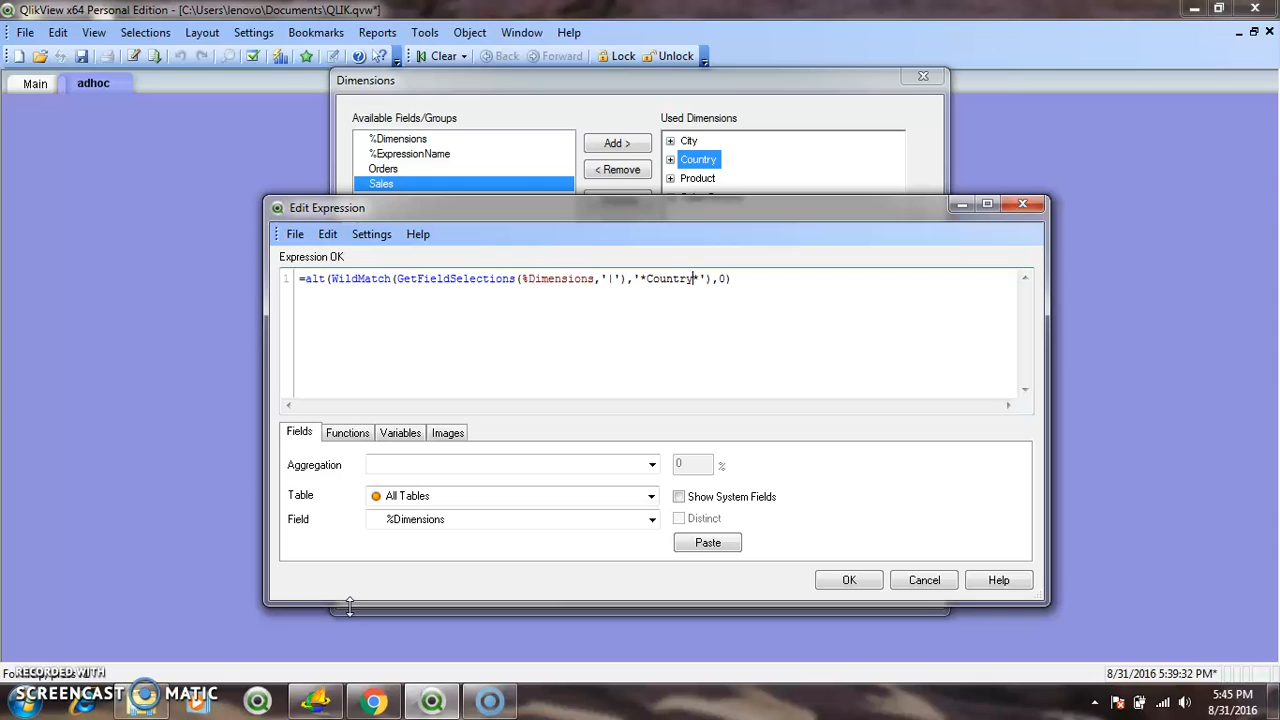 QlikView x64 Personal Edition - [C:\Users\lenovo\Documents\QLIK.qvw*]
File Edit View Selections Layout Settings Bookmarks Reports Tools Object Window Help
Clear Back Forward Lock Unlock
Main adhoc
Dimensions
Available Fields/Groups
Used Dimensions
%Dimensions
%ExpressionName
Orders
Sales
Add >
< Remove
City
Country
Product
Edit Expression
File Edit Settings Help
Expression OK
1 =alt(WildMatch(GetFieldSelections(%Dimensions,'|'),'*Country*'),0)
Fields Functions Variables Images
Aggregation
0 %
Table All Tables
Show System Fields
Field %Dimensions
Distinct
Paste
OK Cancel Help
RECORDED WITH
SCREENCAST MATIC
8/31/2016 5:39:32 PM*
5:45 PM
8/31/2016